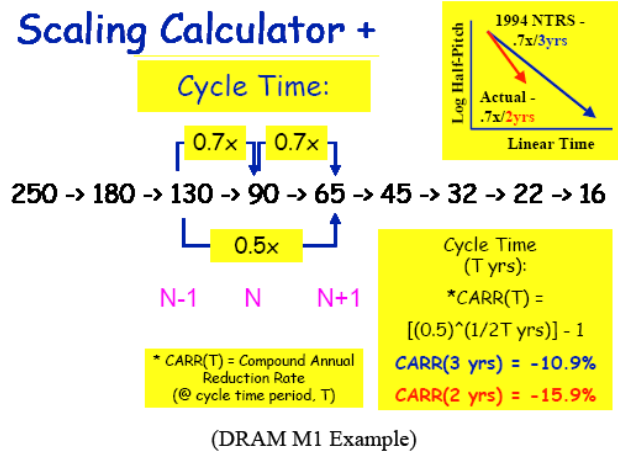 Scaling Calculator +
Cycle Time:
1994 NTRS -
.7x/3yrs
Actual -
.7x/2yrs
Log Half-Pitch
Linear Time
0.7x
0.7x
250 -> 180 -> 130 -> 90 -> 65 -> 45 -> 32 -> 22 -> 16
0.5x
N-1 N N+1
Cycle Time
(T yrs):
*CARR(T) =
[(0.5)^(1/2T yrs)] - 1
CARR(3 yrs) = -10.9%
CARR(2 yrs) = -15.9%
* CARR(T) = Compound Annual
Reduction Rate
(@ cycle time period, T)
(DRAM M1 Example)